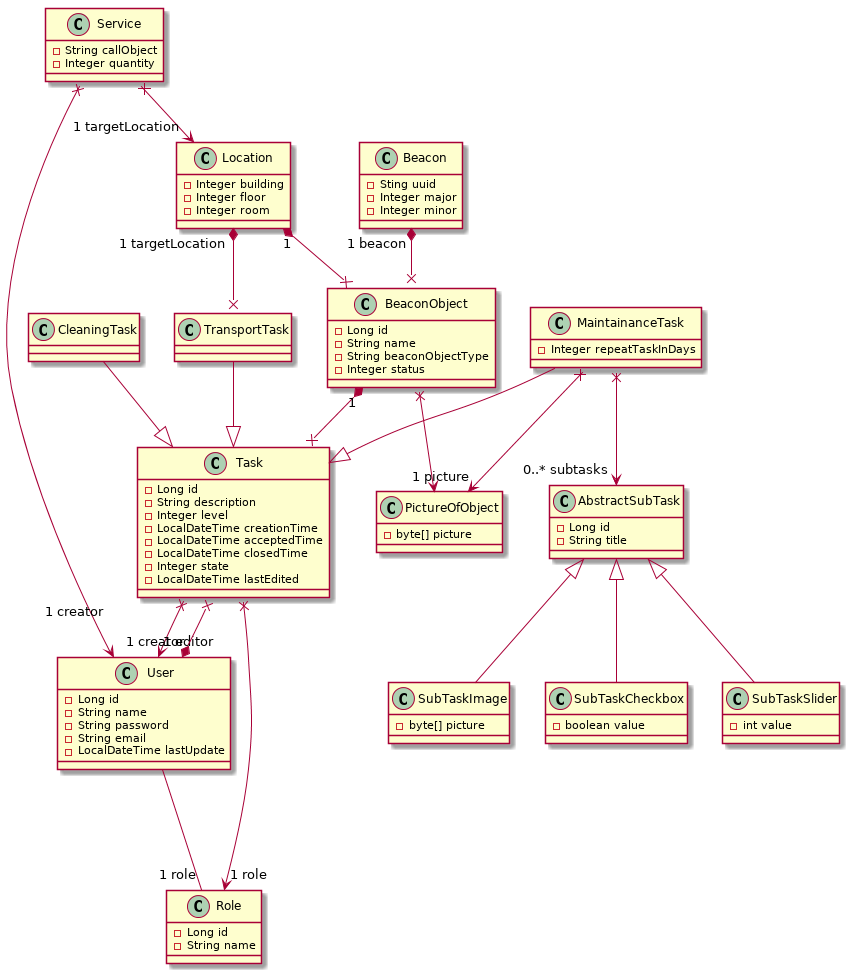 C Service
String callObject
Integer quantity
1 targetLocation
C Location
Integer building
Integer floor
Integer room
C Beacon
Sting uuid
Integer major
Integer minor
1 targetLocation
1
1 beacon
C CleaningTask
C TransportTask
C BeaconObject
Long id
String name
String beaconObjectType
Integer status
C MaintainanceTask
Integer repeatTaskInDays
1
C Task
Long id
String description
Integer level
LocalDateTime creationTime
LocalDateTime acceptedTime
LocalDateTime closedTime
Integer state
LocalDateTime lastEdited
1 picture
0..* subtasks
C PictureOfObject
byte[] picture
C AbstractSubTask
Long id
String title
1 creator
1 creator
1 editor
C User
Long id
String name
String password
String email
LocalDateTime lastUpdate
C SubTaskImage
byte[] picture
C SubTaskCheckbox
boolean value
C SubTaskSlider
int value
1 role
1 role
C Role
Long id
String name